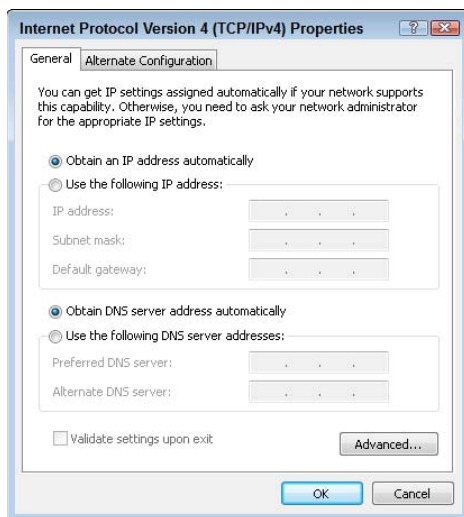 Internet Protocol Version 4 (TCP/IPv4) Properties
General Alternate Configuration
You can get IP settings assigned automatically if your network supports
this capability. Otherwise, you need to ask your network administrator
for the appropriate IP settings.
Obtain an IP address automatically
Use the following IP address:
IP address:
Subnet mask:
Default gateway:
Obtain DNS server address automatically
Use the following DNS server addresses:
Preferred DNS server:
Alternate DNS server:
Validate settings upon exit
Advanced...
OK Cancel